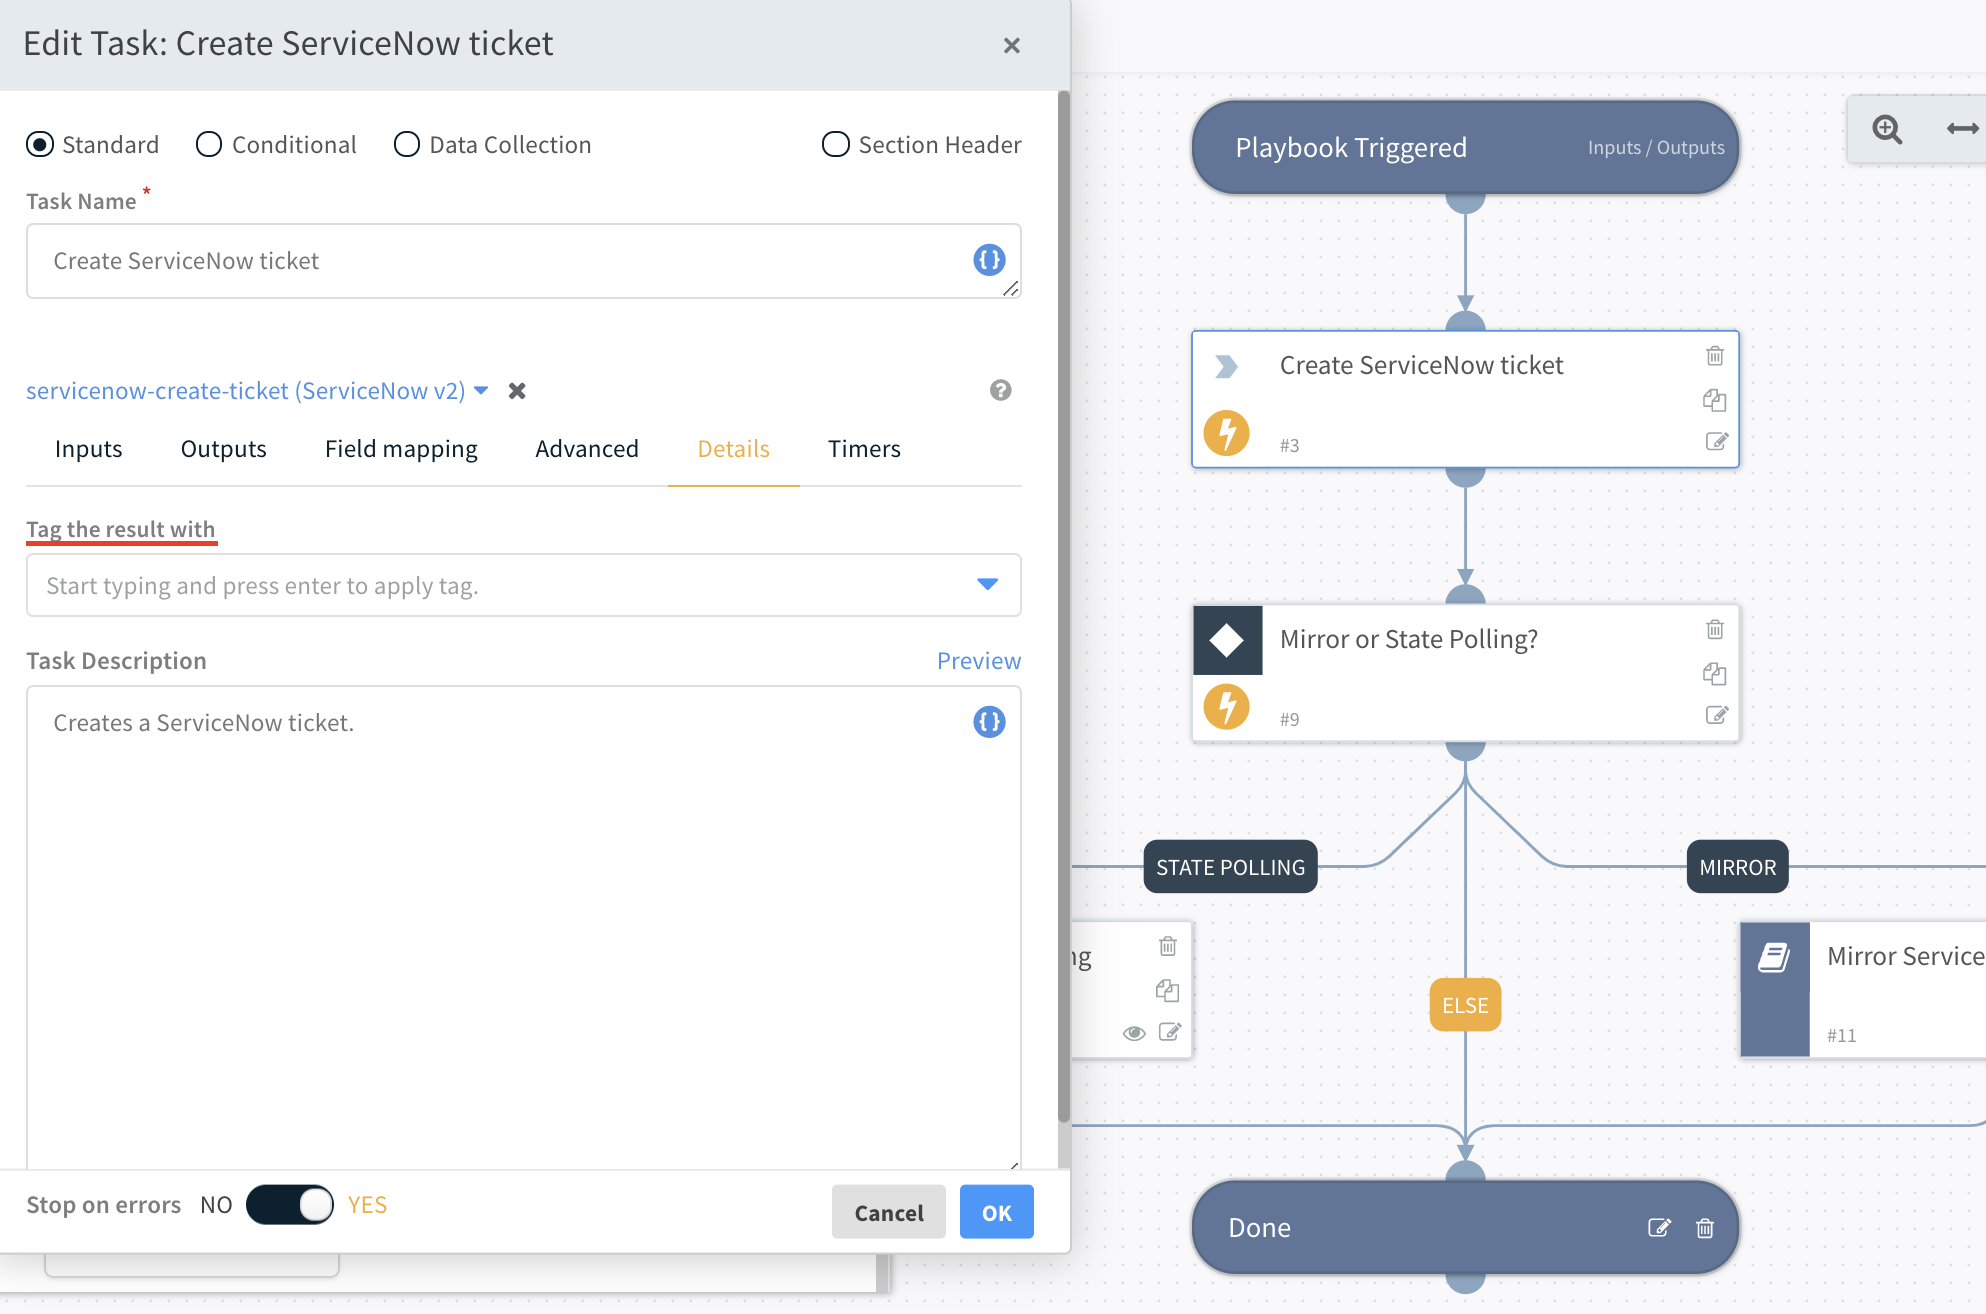 Edit Task: Create ServiceNow ticket
Standard
Conditional
Data Collection
Section Header
Task Name *
Create ServiceNow ticket
servicenow-create-ticket (ServiceNow v2)
Inputs
Outputs
Field mapping
Advanced
Details
Timers
Tag the result with
Start typing and press enter to apply tag.
Task Description
Preview
Creates a ServiceNow ticket.
Stop on errors
NO
YES
Cancel
OK
Playbook Triggered
Inputs / Outputs
Create ServiceNow ticket
#3
Mirror or State Polling?
#9
STATE POLLING
MIRROR
ng
Mirror Service
#11
ELSE
Done